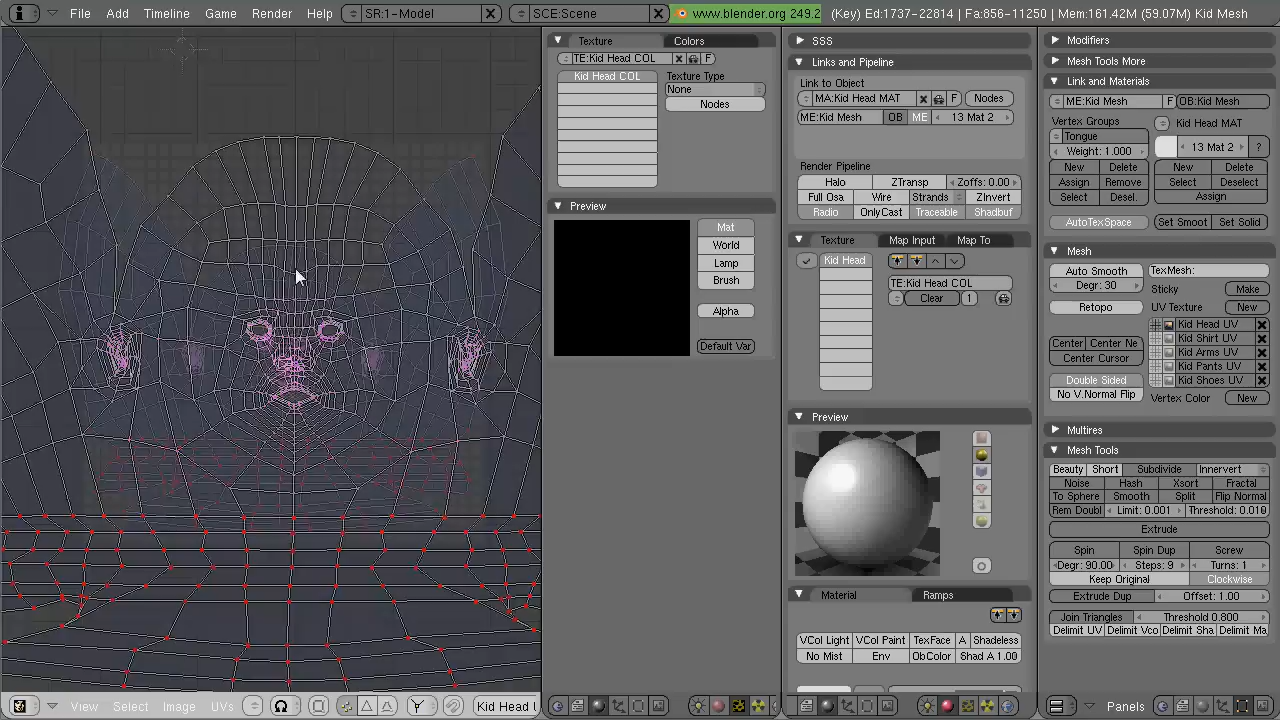 File Add Timeline Game Render Help SR:1-Model SCE:Scene www.blender.org 249.2 (Key) Ed:1737-22814 | Fa:856-11250 | Mem:161.42M (59.07M) Kid Mesh
Texture Colors
TE:Kid Head COL F
Kid Head COL
Texture Type
None
Nodes
Preview
Mat
World
Lamp
Brush
Alpha
Default Var
SSS
Links and Pipeline
Link to Object
MA:Kid Head MAT F Nodes
ME:Kid Mesh OB ME 13 Mat 2
Render Pipeline
Halo ZTransp Zoffs: 0.00
Full Osa Wire Strands ZInvert
Radio OnlyCast Traceable Shadbuf
Texture Map Input Map To
Kid Head
TE:Kid Head COL
Clear 1
Preview
Material Ramps
VCol Light VCol Paint TexFace A Shadeless
No Mist Env ObColor Shad A 1.00
Modifiers
Mesh Tools More
Link and Materials
ME:Kid Mesh F OB:Kid Mesh
Vertex Groups
Tongue
Weight: 1.000
New Delete
Assign Remove
Select Desel.
AutoTexSpace
Kid Head MAT
13 Mat 2 ?
New Delete
Select Deselect
Assign
Set Smoot Set Solid
Mesh
Auto Smooth
Degr: 30
Retopo
Center Center Ne
Center Cursor
Double Sided
No V.Normal Flip
TexMesh:
Sticky Make
UV Texture New
Kid Head UV
Kid Shirt UV
Kid Arms UV
Kid Pants UV
Kid Shoes UV
Vertex Color New
Multires
Mesh Tools
Beauty Short Subdivide Innervert
Noise Hash Xsort Fractal
To Sphere Smooth Split Flip Normal
Rem Doubl Limit: 0.001 Threshold: 0.010
Extrude
Spin Spin Dup Screw
Degr: 90.00 Steps: 9 Turns: 1
Keep Original Clockwise
Extrude Dup Offset: 1.00
Join Triangles Threshold 0.800
Delimit UV Delimit Vco Delimit Sha Delimit Ma
View Select Image UVs Kid Head
Panels